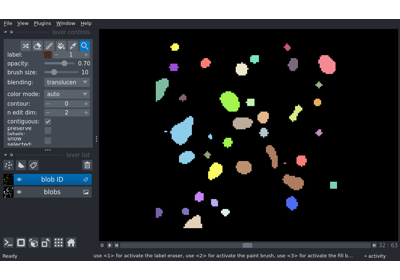 File View Plugins Window Help
layer controls
label: 1
opacity: 0.70
brush size: 10
blending: translucen
color mode: auto
contour: 0
n edit dim: 2
contiguous:
preserve labels:
show selected:
layer list
blob ID
blobs
32 63
Ready
use <1> for activate the label eraser, use <2> for activate the paint brush, use <3> for activate the fill b...
activity